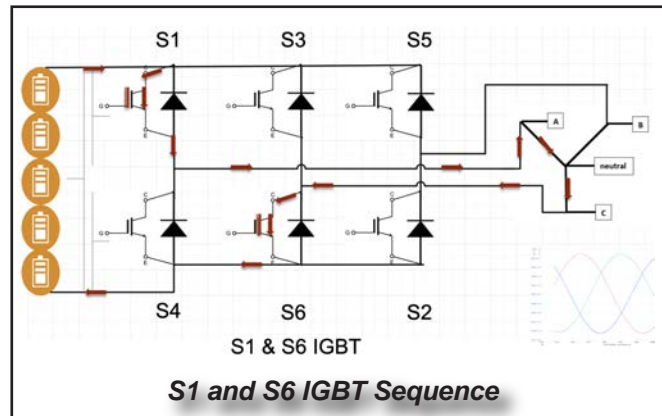 S1 S3 S5
C C
G G G
E E E
A
B
neutral
C
C C C
G G G
E E E
S4 S6 S2
S1 & S6 IGBT
S1 and S6 IGBT Sequence